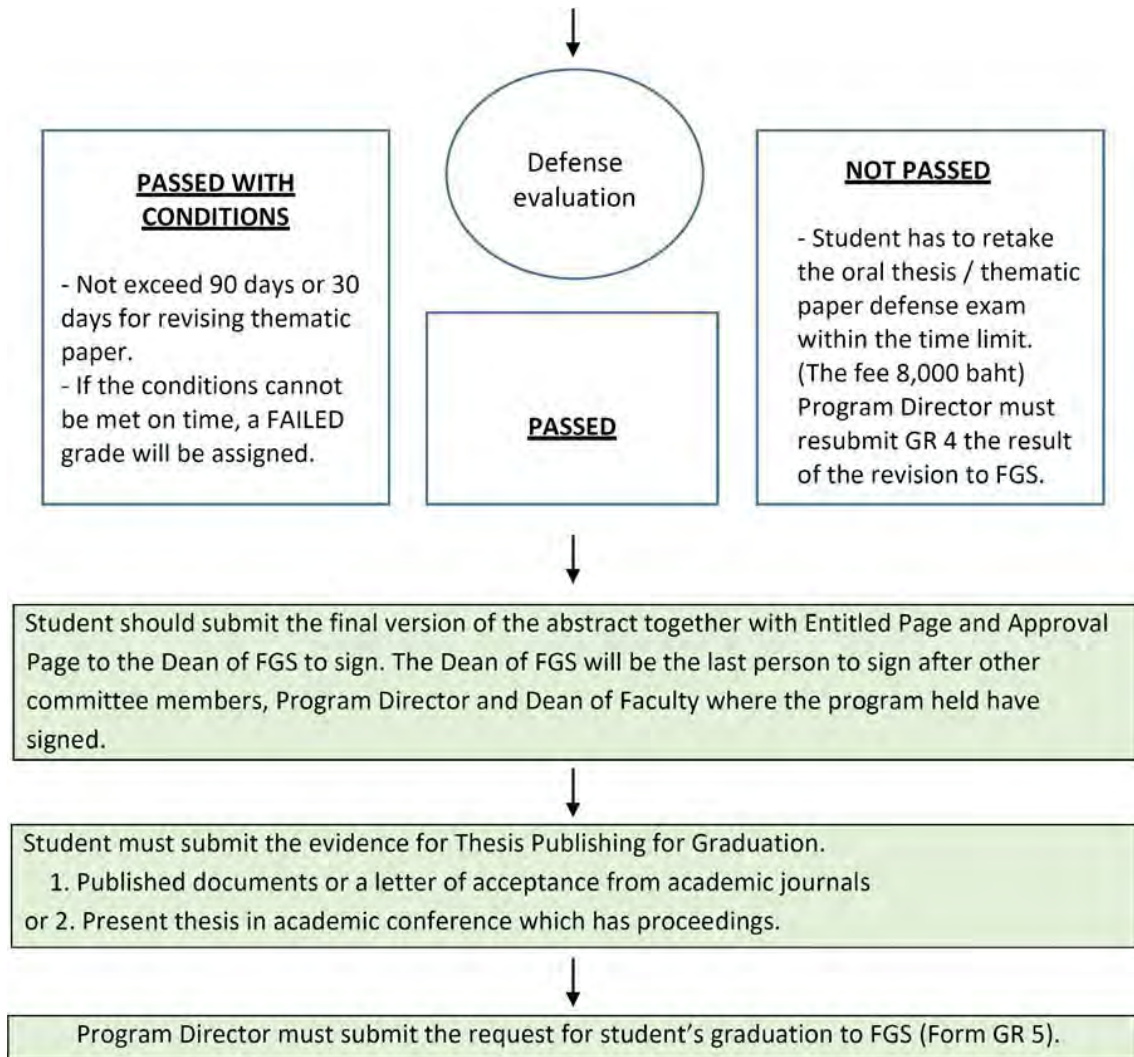 Defense
evaluation
PASSED WITH
CONDITIONS
- Not exceed 90 days or 30
days for revising thematic
paper.
- If the conditions cannot
be met on time, a FAILED
grade will be assigned.
PASSED
NOT PASSED
- Student has to retake
the oral thesis / thematic
paper defense exam
within the time limit.
(The fee 8,000 baht)
Program Director must
resubmit GR 4 the result
of the revision to FGS.
Student should submit the final version of the abstract together with Entitled Page and Approval
Page to the Dean of FGS to sign. The Dean of FGS will be the last person to sign after other
committee members, Program Director and Dean of Faculty where the program held have
signed.
Student must submit the evidence for Thesis Publishing for Graduation.
1. Published documents or a letter of acceptance from academic journals
or 2. Present thesis in academic conference which has proceedings.
Program Director must submit the request for student’s graduation to FGS (Form GR 5).